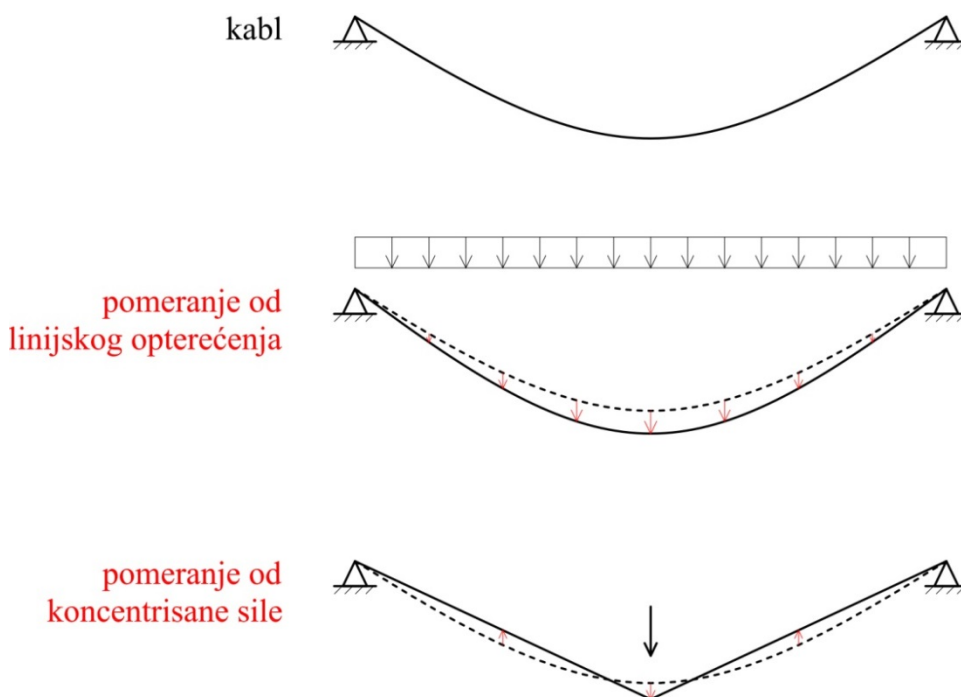 kabl
pomeranje od
linijskog opterećenja
pomeranje od
koncentrisane sile